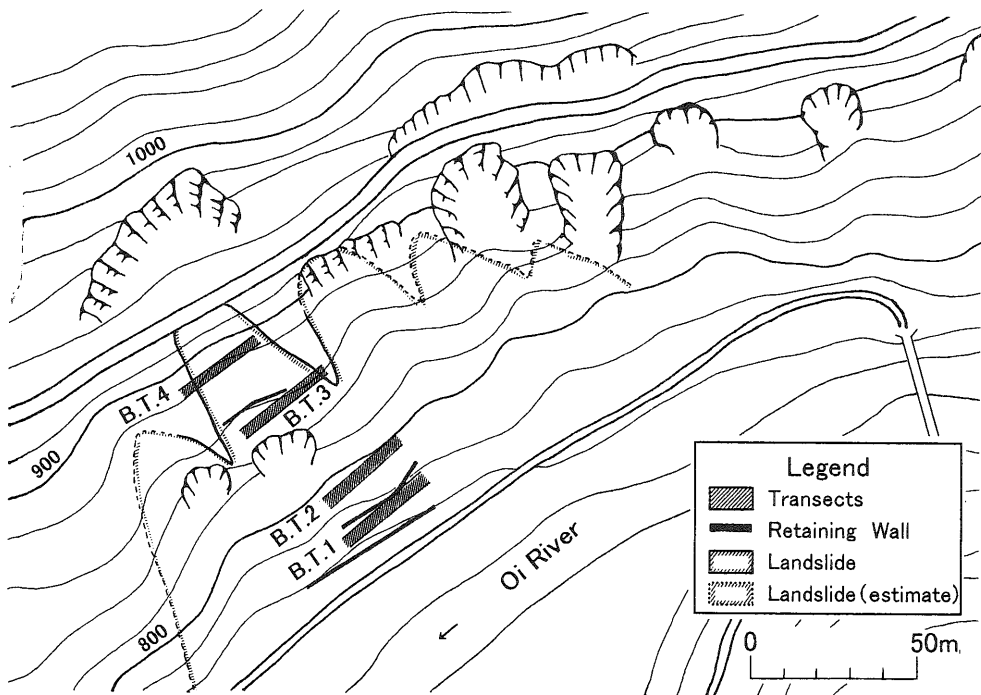 1000
B.T.4
900
B.T.3
B.T.2
B.T.1
800
Oi River
Legend
Transects
Retaining Wall
Landslide
Landslide (estimate)
0 50m